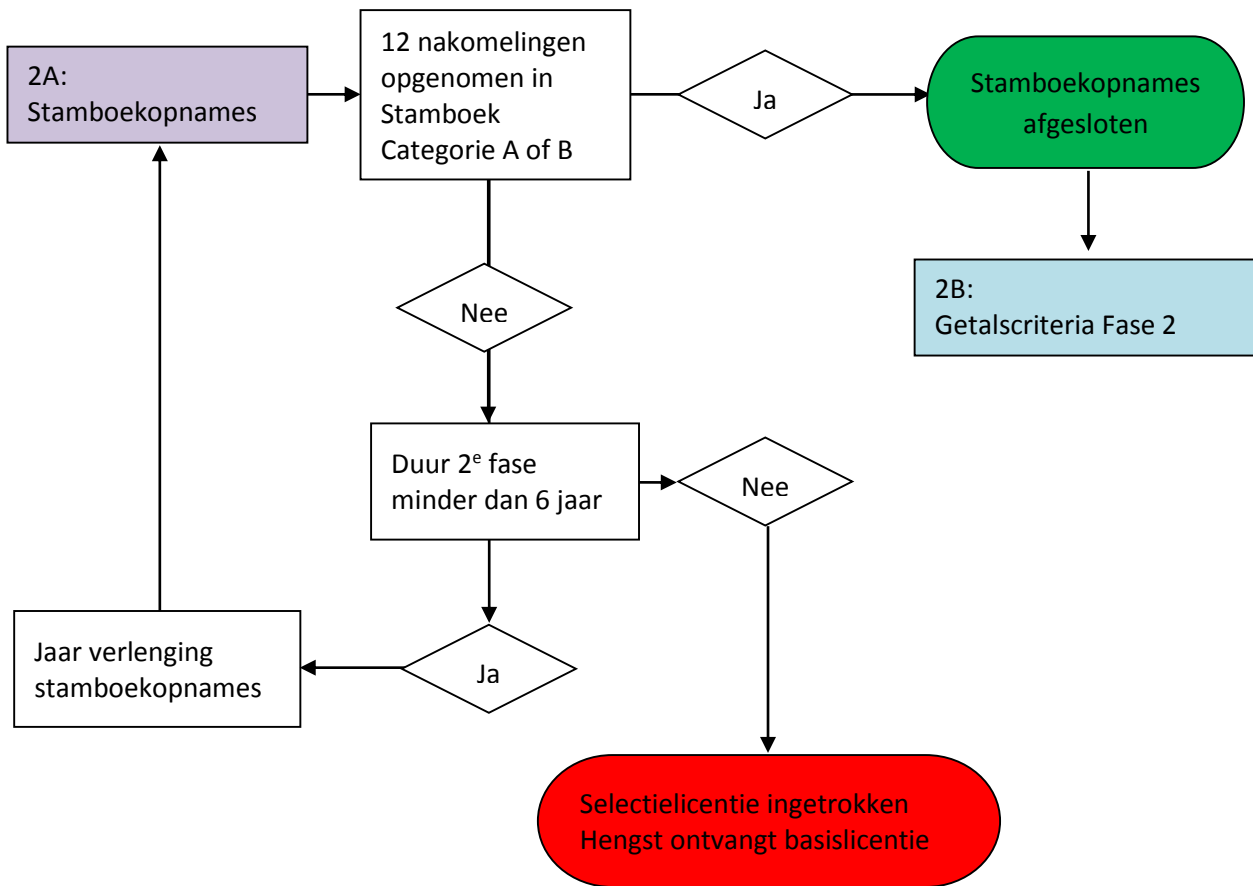 2A:
Stamboekopnames
12 nakomelingen
opgenomen in
Stamboek
Categorie A of B
Ja
Stamboekopnames
afgesloten
2B:
Getalscriteria Fase 2
Nee
Duur 2e fase
minder dan 6 jaar
Nee
Jaar verlenging
stamboekopnames
Ja
Selectielicentie ingetrokken
Hengst ontvangt basislicentie